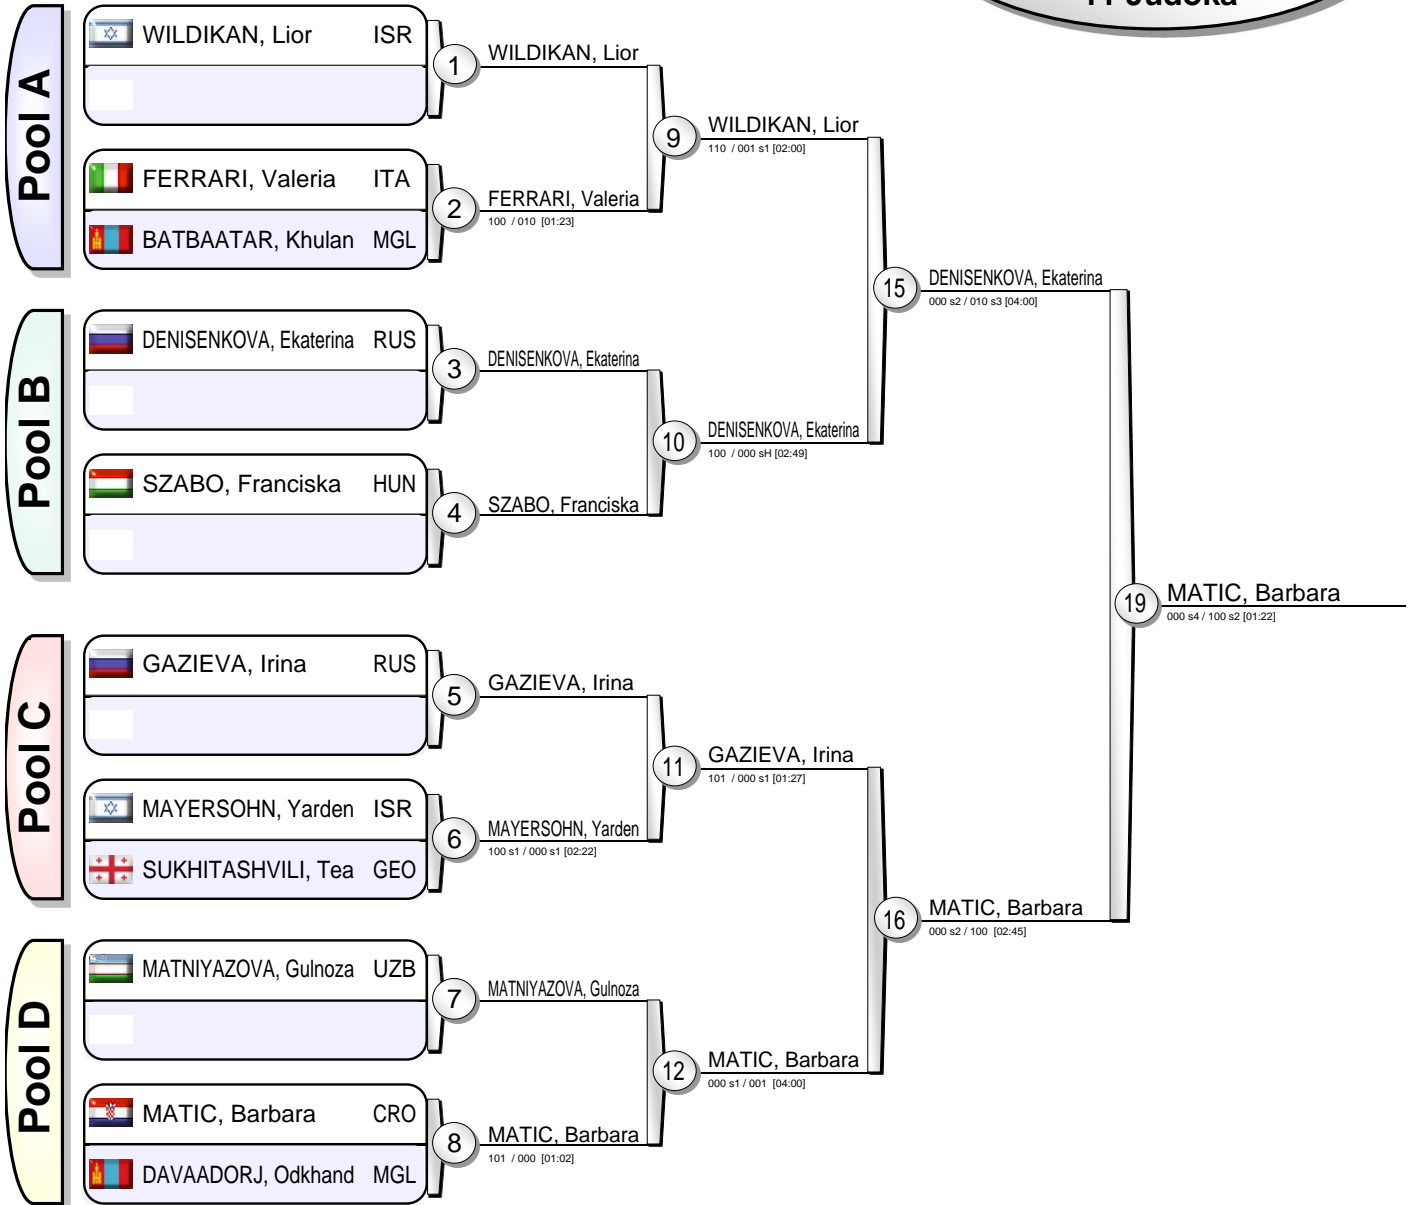 11 Judoka
Pool A
WILDIKAN, Lior ISR
1
WILDIKAN, Lior
FERRARI, Valeria ITA
BATBAATAR, Khulan MGL
2
FERRARI, Valeria
100 / 010 [01:23]
9
WILDIKAN, Lior
110 / 001 s1 [02:00]
Pool B
DENISENKOVA, Ekaterina RUS
3
DENISENKOVA, Ekaterina
SZABO, Franciska HUN
4
SZABO, Franciska
10
DENISENKOVA, Ekaterina
100 / 000 sH [02:49]
15
DENISENKOVA, Ekaterina
000 s2 / 010 s3 [04:00]
Pool C
GAZIEVA, Irina RUS
5
GAZIEVA, Irina
MAYERSOHN, Yarden ISR
SUKHITASHVILI, Tea GEO
6
MAYERSOHN, Yarden
100 s1 / 000 s1 [02:22]
11
GAZIEVA, Irina
101 / 000 s1 [01:27]
Pool D
MATNIYAZOVA, Gulnoza UZB
7
MATNIYAZOVA, Gulnoza
MATIC, Barbara CRO
DAVAADORJ, Odkhand MGL
8
MATIC, Barbara
101 / 000 [01:02]
12
MATIC, Barbara
000 s1 / 001 [04:00]
16
MATIC, Barbara
000 s2 / 100 [02:45]
19
MATIC, Barbara
000 s4 / 100 s2 [01:22]